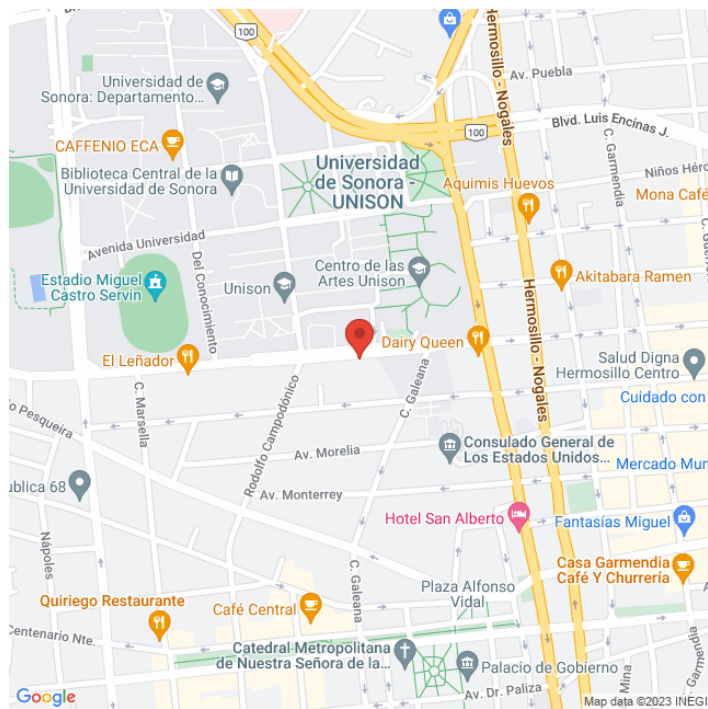 100
Hermosillo - Nogales
Av. Puebla
Universidad de
Sonora: Departamento...
CAFFENIO ECA
100
Blvd. Luis Encinas J.
C. Garmendia
Biblioteca Central de la
Universidad de Sonora
Universidad
de Sonora -
UNISON
Niños Héro
Aquimis Huevos
Mona Café
Avenida Universidad
Del Conocimiento
Estadio Miguel
Castro Servin
Unison
Centro de las
Artes Unison
Akitabara Ramen
Hermosillo - Nogales
El Leñador
Dairy Queen
Salud Digna
Hermosillo Centro
C. Marsella
Rodolfo Campodónico
C. Galeana
Cuidado con
o Pesqueira
Av. Morelia
Consulado General de
Los Estados Unidos...
Mercado Mun
ública 68
Av. Monterrey
Hotel San Alberto
Fantasías Miguel
Nápoles
C. Galeana
Casa Garmendia
Café Y Churrería
Plaza Alfonso
Vidal
Quiriego Restaurante
Café Central
Centenario Nte.
Catedral Metropolitana
de Nuestra Señora de la...
Palacio de Gobierno
Mina
C. Garmendia
Av. Dr. Paliza
Google
Map data ©2023 INEGI